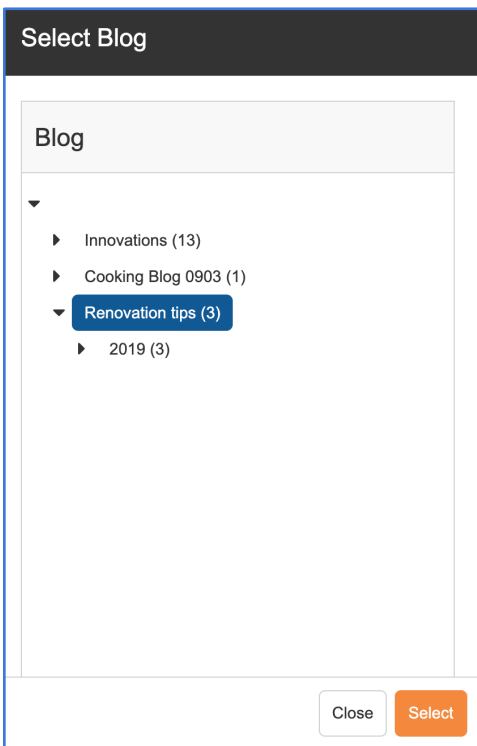 Select Blog
Blog
Innovations (13)
Cooking Blog 0903 (1)
Renovation tips (3)
2019 (3)
Close Select